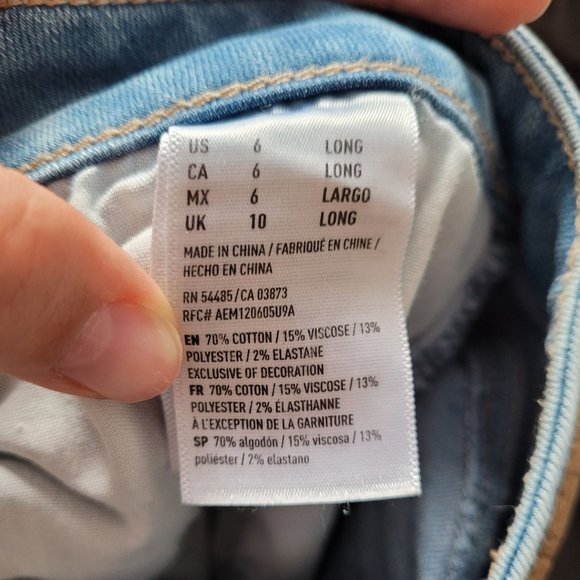 US 6 LONG
CA 6 LONG
MX 6 LARGO
UK 10 LONG
MADE IN CHINA / FABRIQUÉ EN CHINE /
HECHO EN CHINA
RN 54485 / CA 03873
RFC# AEM120605U9A
EN 70% COTTON / 15% VISCOSE / 13%
POLYESTER / 2% ELASTANE
EXCLUSIVE OF DECORATION
FR 70% COTON / 15% VISCOSE / 13%
POLYESTER / 2% ÉLASTHANNE
À L'EXCEPTION DE LA GARNITURE
SP 70% algodón / 15% viscosa / 13%
poliéster / 2% elastano